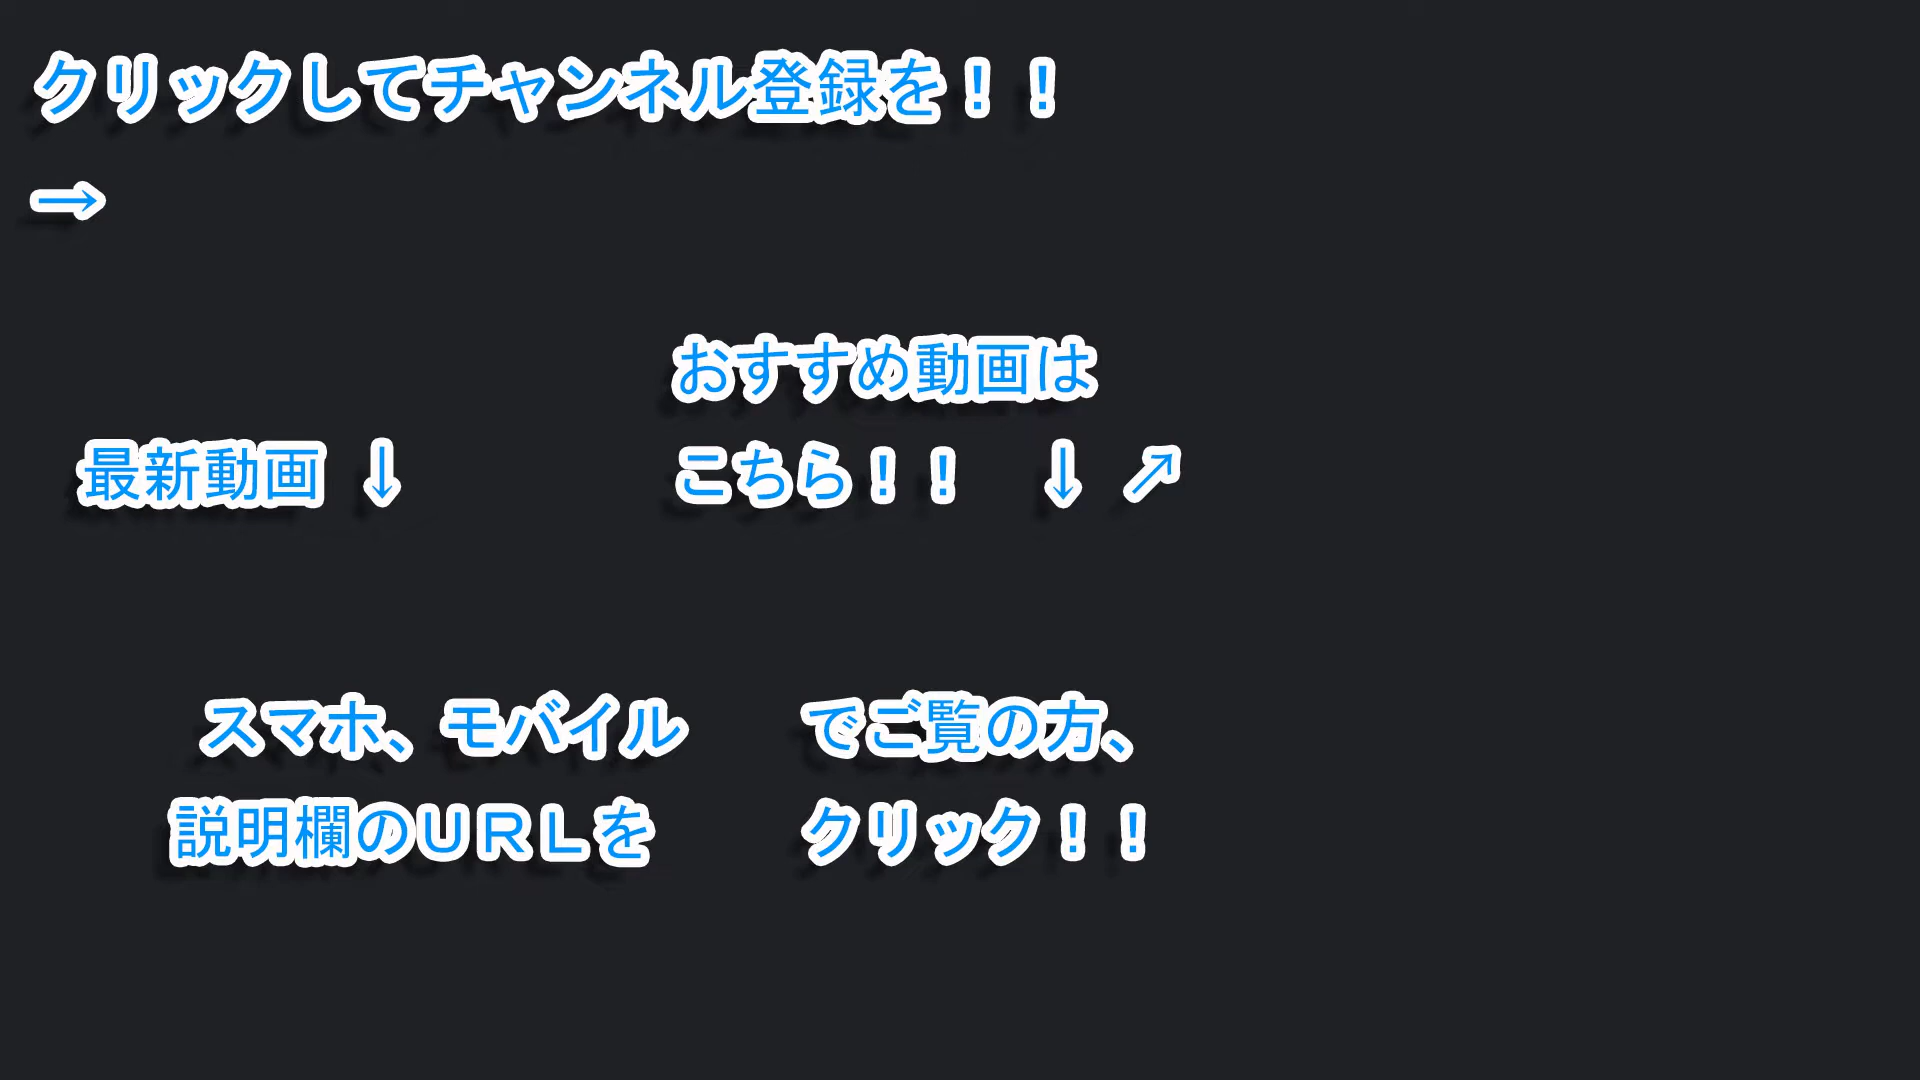 クリックしてチャンネル登録を！！
→
おすすめ動画は
最新動画 ↓
こちら！！ ↓ ↗
スマホ、モバイル でご覧の方、
説明欄のＵＲＬを クリック！！